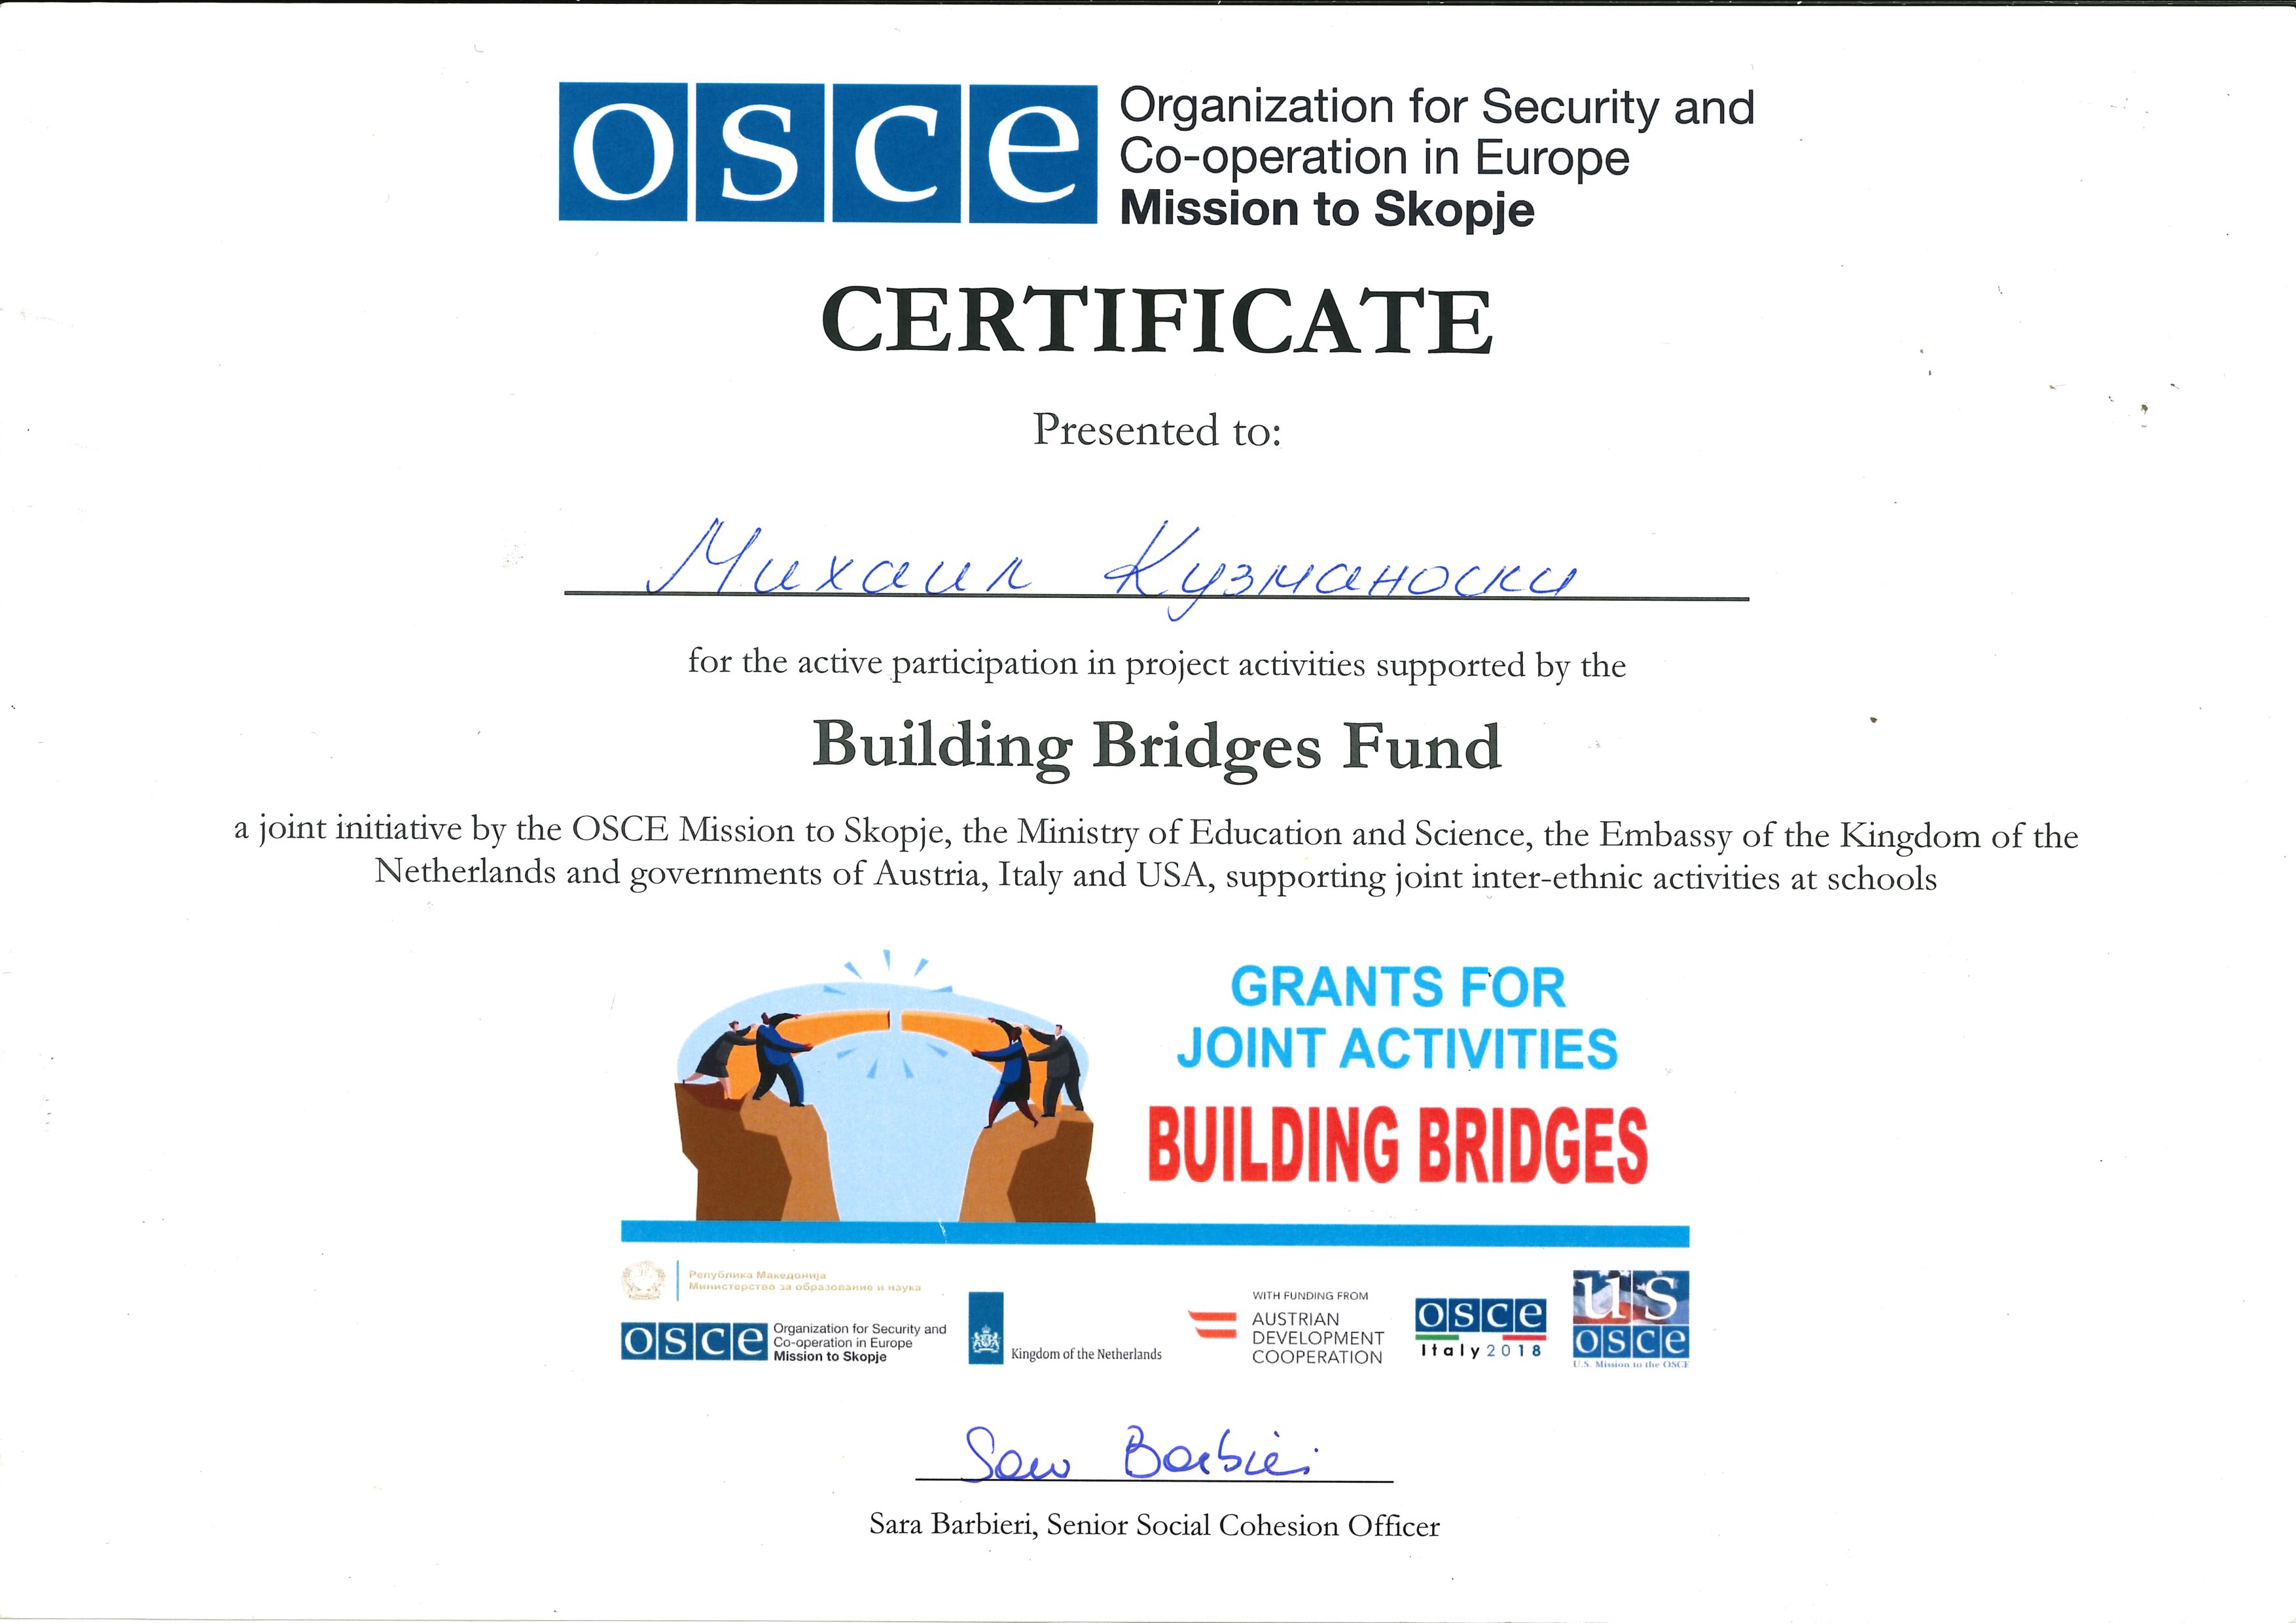 osce Organization for Security and
Co-operation in Europe
Mission to Skopje
CERTIFICATE
Presented to:
Михаил Кузманоски
for the active participation in project activities supported by the
Building Bridges Fund
a joint initiative by the OSCE Mission to Skopje, the Ministry of Education and Science, the Embassy of the Kingdom of the
Netherlands and governments of Austria, Italy and USA, supporting joint inter-ethnic activities at schools
GRANTS FOR
JOINT ACTIVITIES
BUILDING BRIDGES
Република Македонија
Министерство за образование и наука
osce Organization for Security and
Co-operation in Europe
Mission to Skopje
Kingdom of the Netherlands
WITH FUNDING FROM
AUSTRIAN
DEVELOPMENT
COOPERATION
osce
Italy 2018
us
osce
U.S. Mission to the OSCE
Sara Barbieri
Sara Barbieri, Senior Social Cohesion Officer